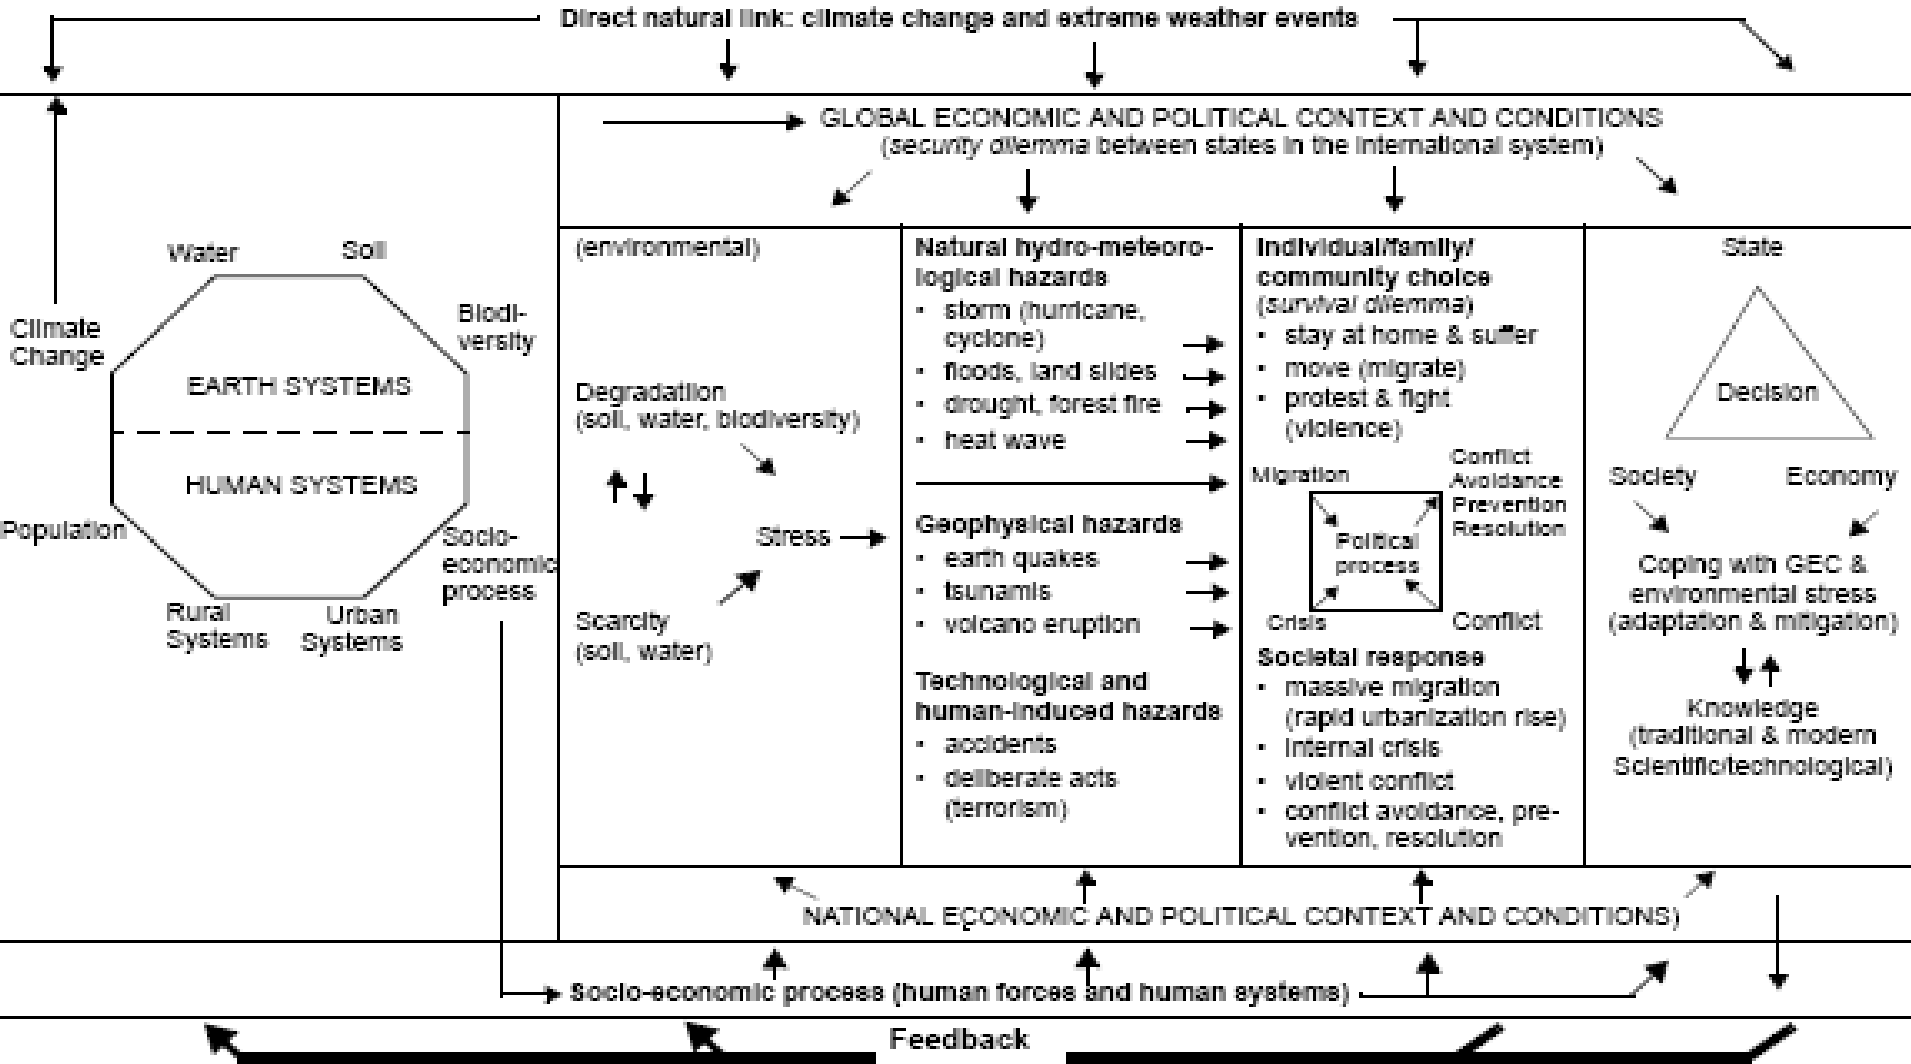 Direct natural link: climate change and extreme weather events
GLOBAL ECONOMIC AND POLITICAL CONTEXT AND CONDITIONS
(security dilemma between states in the international system)
Water
Soil
Climate
Change
Biodi-
versity
EARTH SYSTEMS
HUMAN SYSTEMS
Population
Socio-
economic
process
Rural
Systems
Urban
Systems
(environmental)
Degradatiion
(soil, water, biodiversity)
Stress
Scarcity
(soil, water)
Natural hydro-meteoro-
logical hazards
• storm (hurricane,
cyclone)
• floods, land slides
• drought, forest fire
• heat wave
Geophysical hazards
• earth quakes
• tsunamis
• volcano eruption
Technological and
human-induced hazards
• accidents
• deliberate acts
(terrorism)
Individual/family/
community choice
(survival dilemma)
• stay at home & suffer
• move (migrate)
• protest & fight
(violence)
Migration
Conflict
Avoidance
Prevention
Resolution
Political
process
Crisis
Conflict
Societal response
• massive migration
(rapid urbanization rise)
• internal crisis
• violent conflict
• conflict avoidance, pre-
vention, resolution
State
Decision
Society
Economy
Coping with GEC &
environmental stress
(adaptation & mitigation)
Knowledge
(traditional & modern
Scientific/technological)
NATIONAL ECONOMIC AND POLITICAL CONTEXT AND CONDITIONS)
Socio-economic process (human forces and human systems)
Feedback